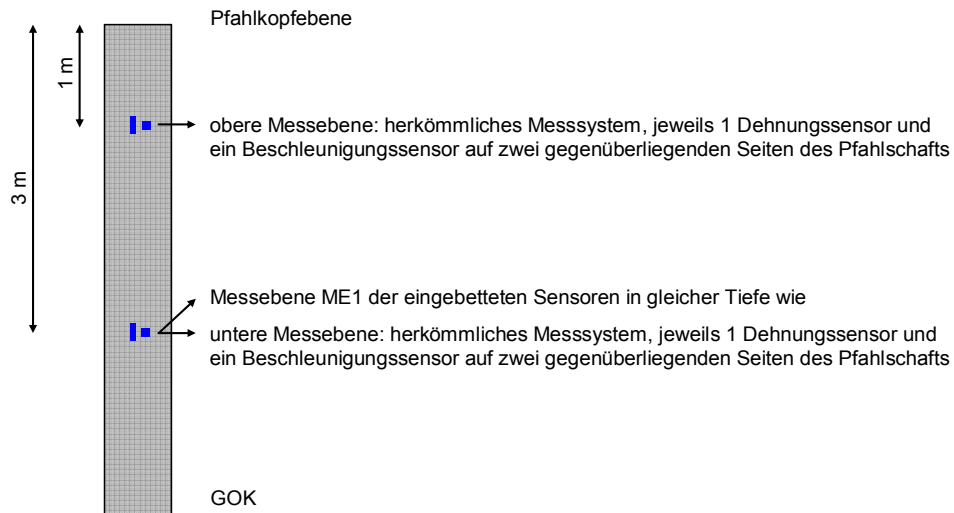 Pfahlkopfebene
1 m
obere Messebene: herkömmliches Messsystem, jeweils 1 Dehnungssensor und
ein Beschleunigungssensor auf zwei gegenüberliegenden Seiten des Pfahlschafts
3 m
Messebene ME1 der eingebetteten Sensoren in gleicher Tiefe wie
untere Messebene: herkömmliches Messsystem, jeweils 1 Dehnungssensor und
ein Beschleunigungssensor auf zwei gegenüberliegenden Seiten des Pfahlschafts
GOK